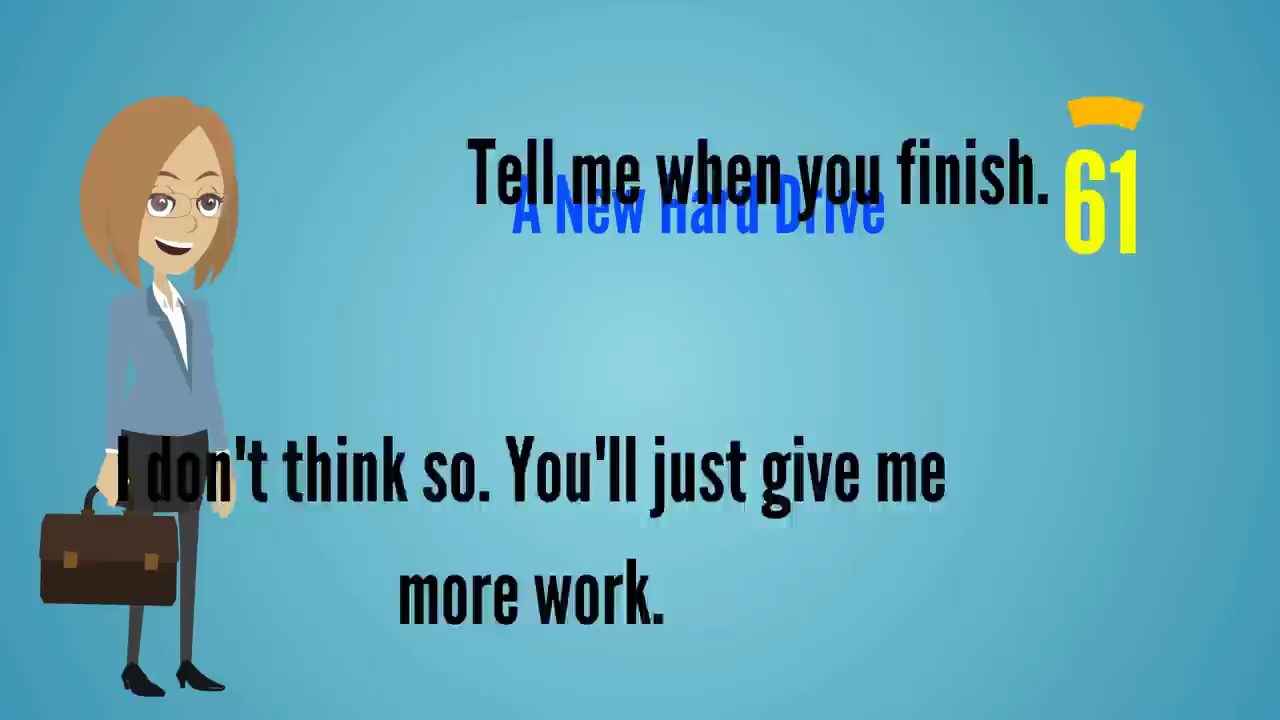 Tell me when you finish.
A New Hard Drive
61
I don't think so. You'll just give me
more work.